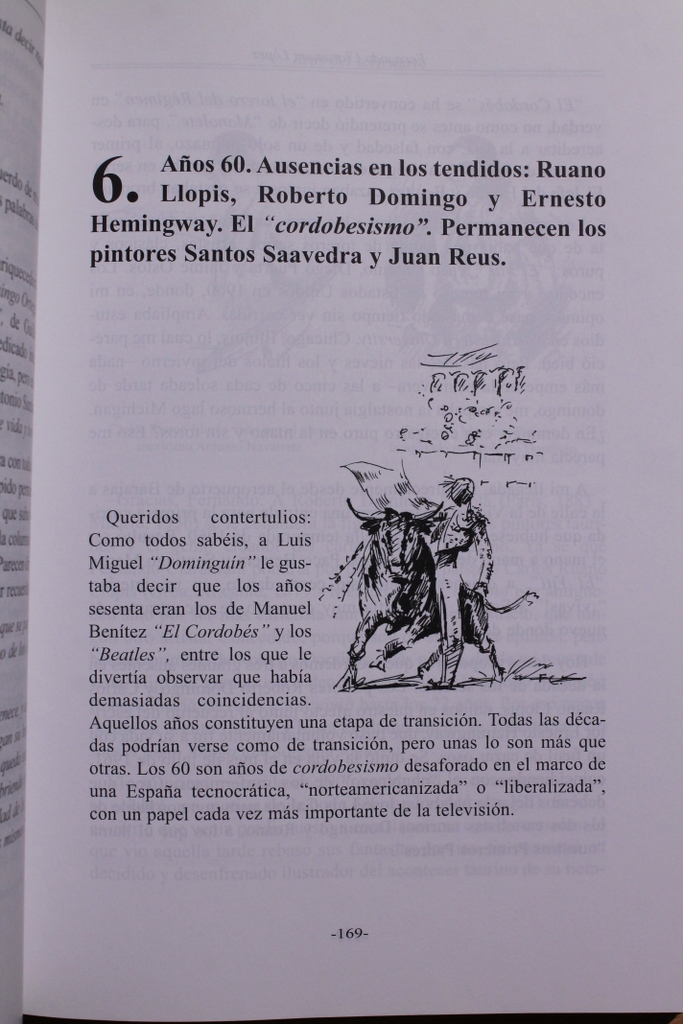 6. Años 60. Ausencias en los tendidos: Ruano
Llopis, Roberto Domingo y Ernesto
Hemingway. El “cordobesismo”. Permanecen los
pintores Santos Saavedra y Juan Reus.
Queridos contertulios:
Como todos sabéis, a Luis
Miguel “Dominguín” le gus-
taba decir que los años
sesenta eran los de Manuel
Benítez “El Cordobés” y los
“Beatles”, entre los que le
divertía observar que había
demasiadas coincidencias.
Aquellos años constituyen una etapa de transición. Todas las déca-
das podrían verse como de transición, pero unas lo son más que
otras. Los 60 son años de cordobesismo desaforado en el marco de
una España tecnocrática, “norteamericanizada” o “liberalizada”,
con un papel cada vez más importante de la televisión.
-169-